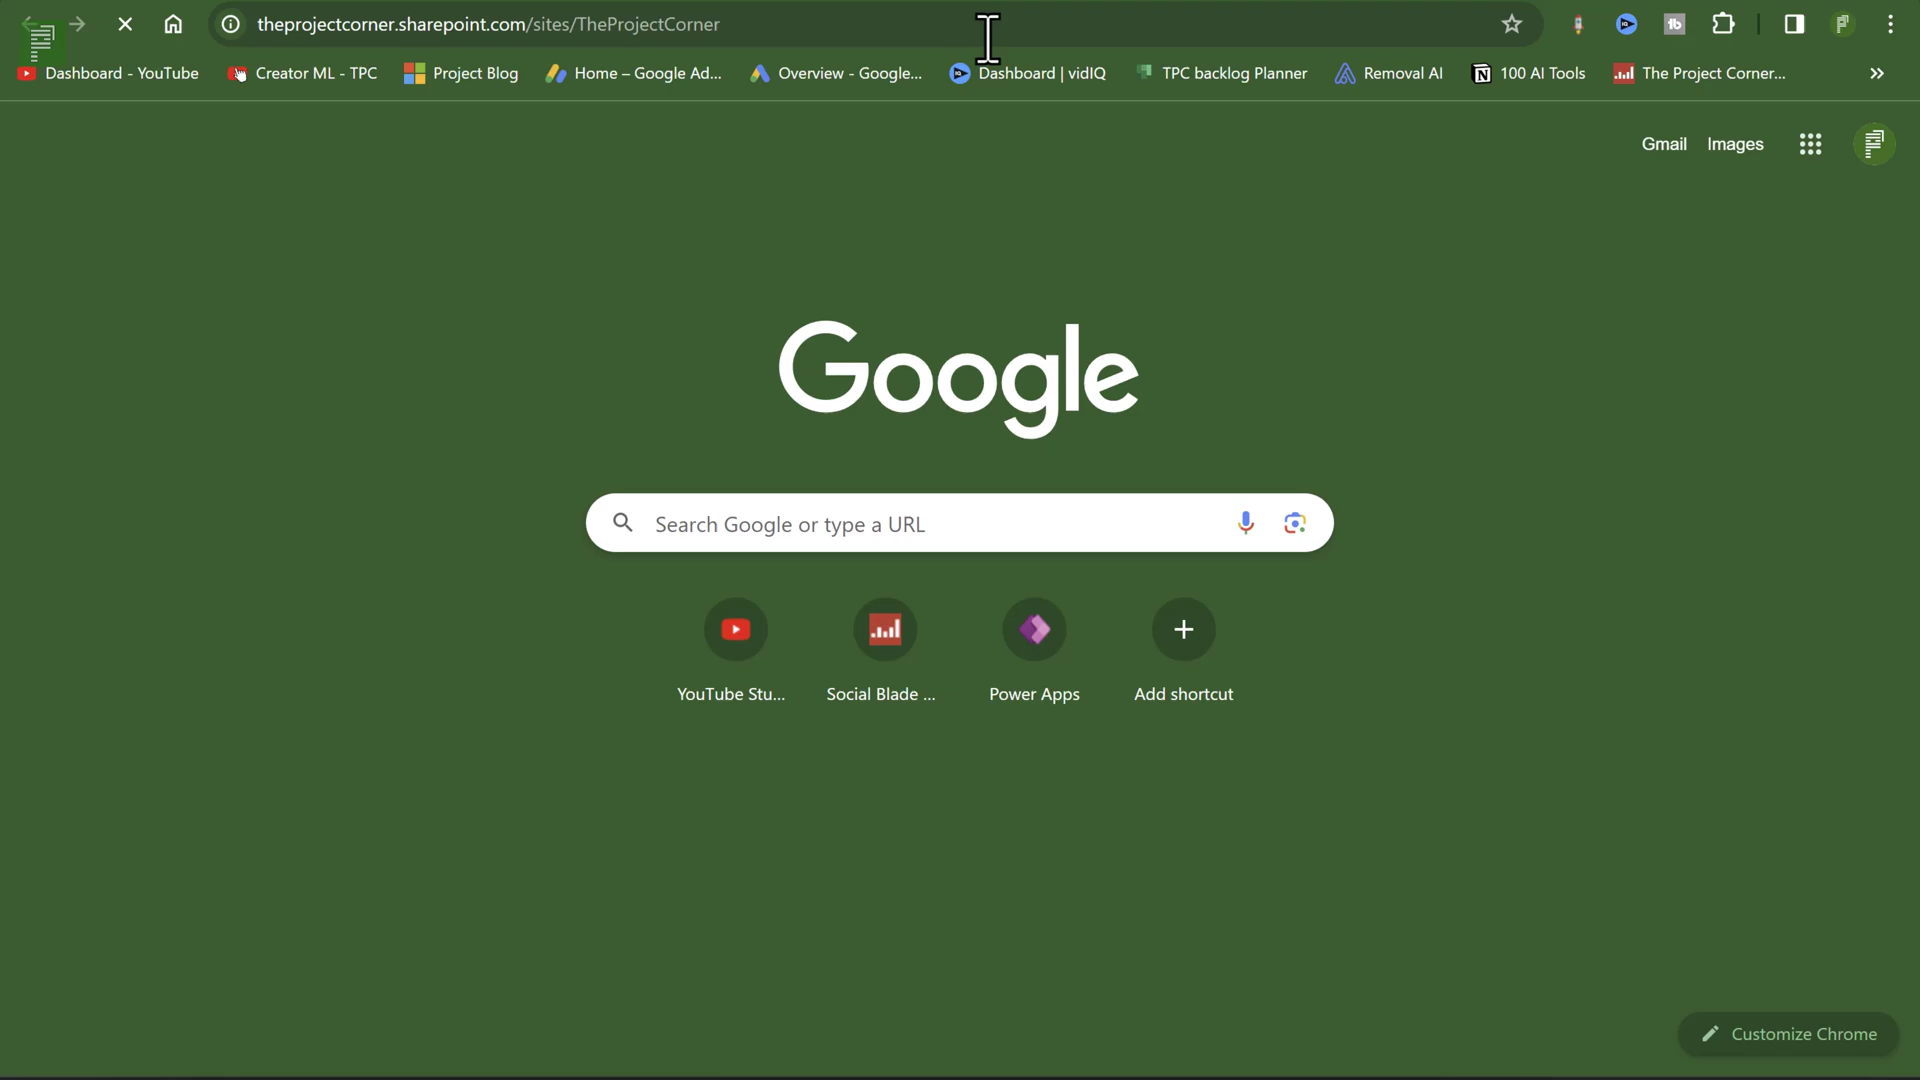 theprojectcorner.sharepoint.com/sites/TheProjectCorner
Dashboard - YouTube Creator ML - TPC Project Blog Home – Google Ad... Overview - Google... Dashboard | vidIQ TPC backlog Planner Removal AI 100 AI Tools The Project Corner...
Gmail Images
Google
Search Google or type a URL
YouTube Stu... Social Blade ... Power Apps Add shortcut
Customize Chrome